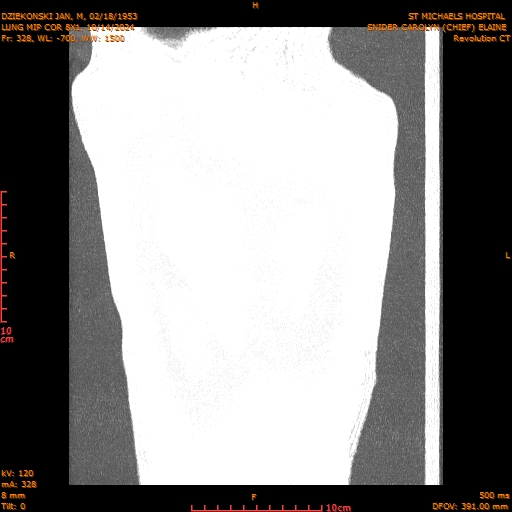 H
DZIEKONSKI JAN, M, 02/18/1953
LUNG MIP COR 8X1, 10/14/2024
Fr: 328, WL: -700, WW: 1500
ST MICHAELS HOSPITAL
SNIDER CAROLYN (CHIEF) ELAINE
Revolution CT
R
L
10
cm
kV: 120
mA: 328
8 mm
Tilt: 0
F
10cm
500 ms
DFOV: 391.00 mm